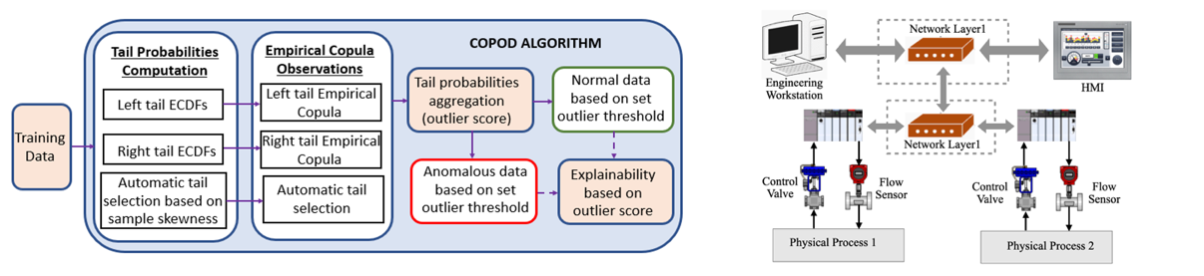 COPOD ALGORITHM
Training
Data
Tail Probabilities
Computation
Left tail ECDFs
Right tail ECDFs
Automatic tail
selection based on
sample skewness
Empirical Copula
Observations
Left tail Empirical
Copula
Right tail Empirical
Copula
Automatic tail
selection
Tail probabilities
aggregation
(outlier score)
Normal data
based on set
outlier threshold
Anomalous data
based on set
outlier threshold
Explainability
based on
outlier score
Network Layer1
Engineering
Workstation
HMI
Network Layer1
Control
Valve
Flow
Sensor
Control
Valve
Flow
Sensor
Physical Process 1
Physical Process 2